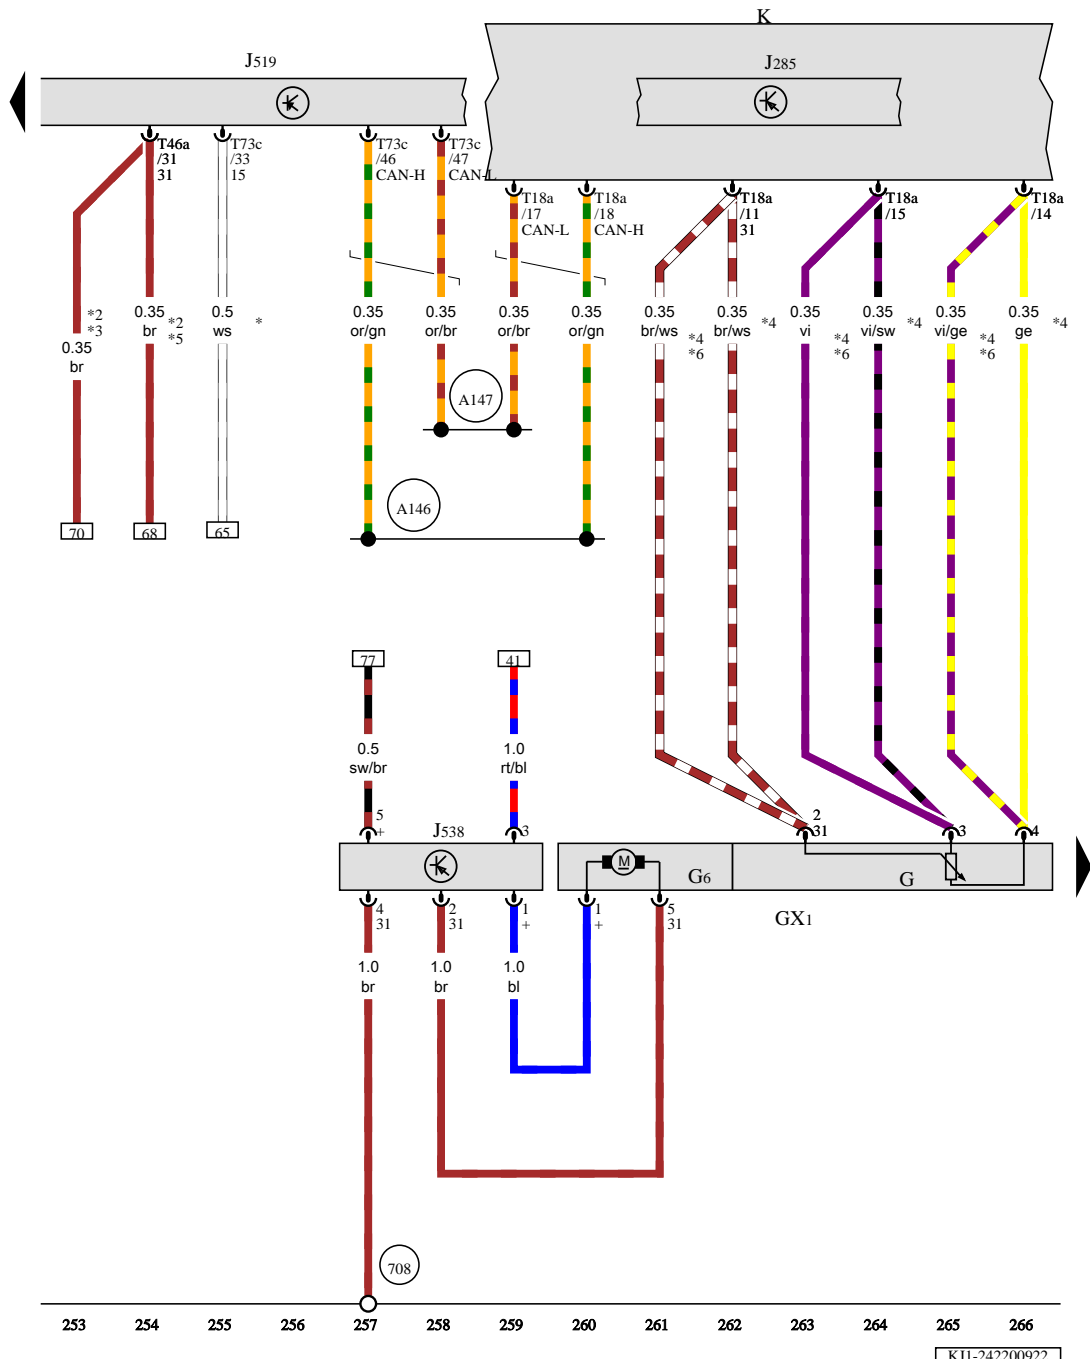 K
J519
J285
T46a
/31
31
T73c
/33
15
T73c
/46
CAN-H
T73c
/47
CAN-L
T18a
/17
CAN-L
T18a
/18
CAN-H
T18a
/11
31
T18a
/15
T18a
/14
*2
*3
0.35
br
0.35
br
*2
*5
0.5
ws
*
0.35
or/gn
0.35
or/br
0.35
or/br
0.35
or/gn
0.35
br/ws
*4
*6
0.35
br/ws
*4
0.35
vi
*4
*6
0.35
vi/sw
*4
0.35
vi/ge
*4
*6
0.35
ge
*4
A147
A146
70
68
65
77
41
0.5
sw/br
1.0
rt/bl
5
+
J538
3
2
31
3
4
M
G6
G
GX1
4
31
2
31
1
+
1
+
5
31
1.0
br
1.0
br
1.0
bl
708
253 254 255 256 257 258 259 260 261 262 263 264 265 266
KJ1-242200922